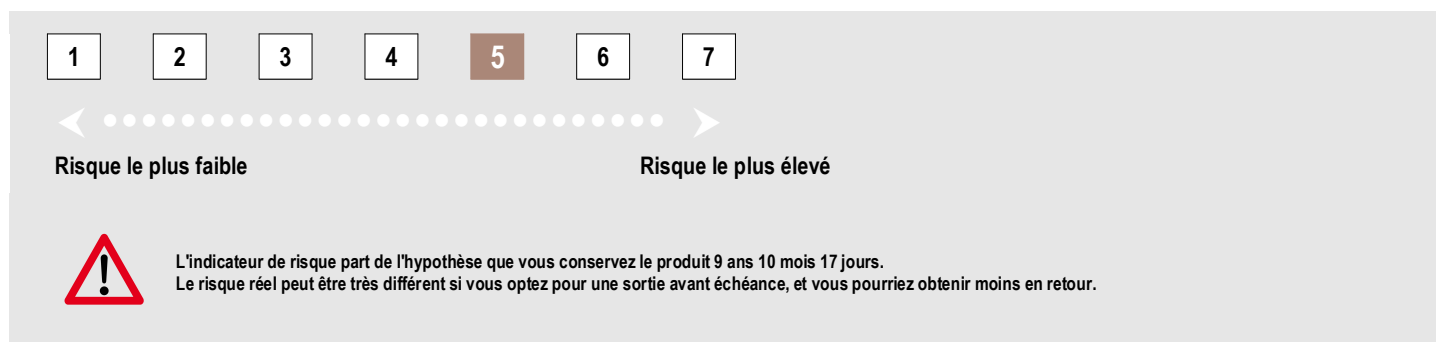 1 2 3 4 5 6 7
Risque le plus faible Risque le plus élevé
L'indicateur de risque part de l'hypothèse que vous conservez le produit 9 ans 10 mois 17 jours.
Le risque réel peut être très différent si vous optez pour une sortie avant échéance, et vous pourriez obtenir moins en retour.